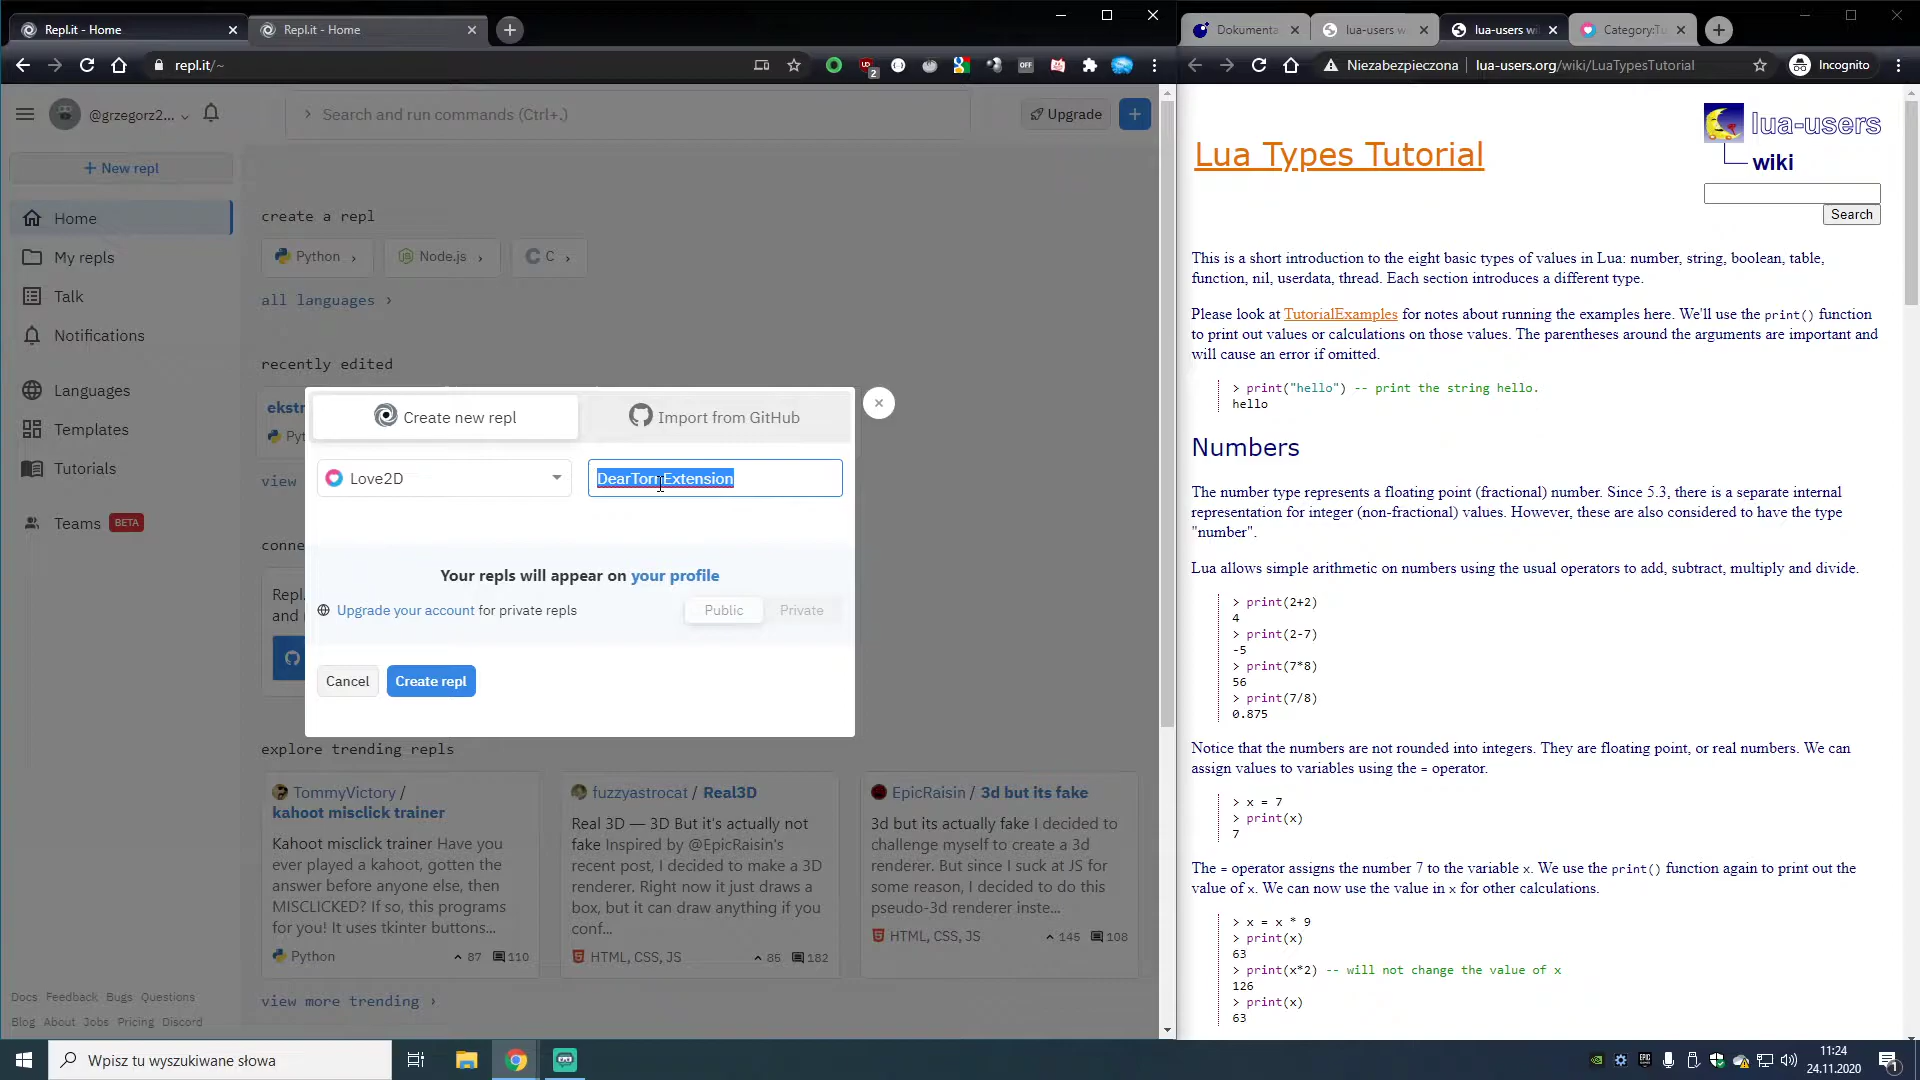 Repl.it - Home
Repl.it - Home
Dokumenta
lua-users w
lua-users wi
Category:Tu
repl.it/~
2
OFF
Niezabezpieczona
lua-users.org/wiki/LuaTypesTutorial
Incognito
@grzegorz2...
Search and run commands (Ctrl+.)
Upgrade
+ New repl
Home
My repls
Talk
Notifications
Languages
Templates
Tutorials
Teams BETA
Docs Feedback Bugs Questions
Blog About Jobs Pricing Discord
create a repl
Python
Node.js
C
all languages
recently edited
ekstr
Pyt
view
conne
Repl.
and
Create new repl
Import from GitHub
Love2D
DearTornExtension
Your repls will appear on your profile
Upgrade your account for private repls
Public
Private
Cancel
Create repl
explore trending repls
TommyVictory /
kahoot misclick trainer
Kahoot misclick trainer Have you
ever played a kahoot, gotten the
answer before anyone else, then
MISCLICKED? If so, this programs
for you! It uses tkinter buttons...
Python
87
110
fuzzyastrocat / Real3D
Real 3D — 3D But it's actually not
fake Inspired by @EpicRaisin's
recent post, I decided to make a 3D
renderer. Right now it just draws a
box, but it can draw anything if you
conf...
HTML, CSS, JS
85
182
EpicRaisin / 3d but its fake
3d but its actually fake I decided to
challenge myself to create a 3d
renderer. But since I suck at JS for
some reason, I decided to do this
pseudo-3d renderer inste...
HTML, CSS, JS
145
108
view more trending
Lua Types Tutorial
lua-users
wiki
Search
This is a short introduction to the eight basic types of values in Lua: number, string, boolean, table,
function, nil, userdata, thread. Each section introduces a different type.
Please look at TutorialExamples for notes about running the examples here. We'll use the print() function
to print out values or calculations on those values. The parentheses around the arguments are important and
will cause an error if omitted.
> print("hello") -- print the string hello.
hello
Numbers
The number type represents a floating point (fractional) number. Since 5.3, there is a separate internal
representation for integer (non-fractional) values. However, these are also considered to have the type
"number".
Lua allows simple arithmetic on numbers using the usual operators to add, subtract, multiply and divide.
> print(2+2)
4
> print(2-7)
-5
> print(7*8)
56
> print(7/8)
0.875
Notice that the numbers are not rounded into integers. They are floating point, or real numbers. We can
assign values to variables using the = operator.
> x = 7
> print(x)
7
The = operator assigns the number 7 to the variable x. We use the print() function again to print out the
value of x. We can now use the value in x for other calculations.
> x = x * 9
> print(x)
63
> print(x*2) -- will not change the value of x
126
> print(x)
63
Wpisz tu wyszukiwane słowa
11:24
24.11.2020
1